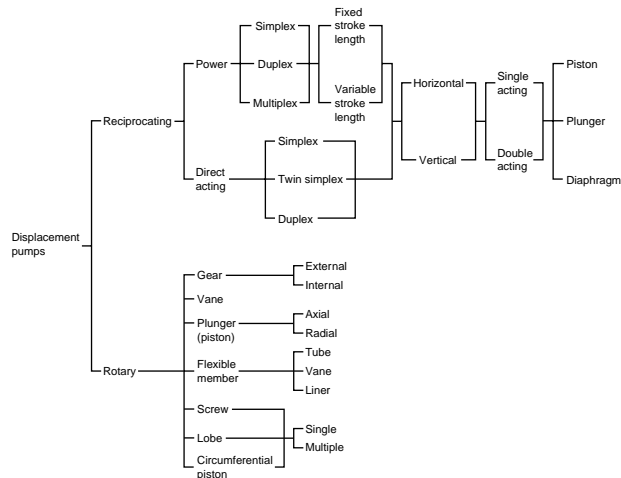 Fixed
stroke
length
Simplex
Power
Duplex
Multiplex
Variable
stroke
length
Horizontal
Vertical
Single
acting
Double
acting
Piston
Plunger
Diaphragm
Reciprocating
Direct
acting
Simplex
Twin simplex
Duplex
Displacement
pumps
Rotary
Gear
External
Internal
Vane
Plunger
(piston)
Axial
Radial
Flexible
member
Tube
Vane
Liner
Screw
Lobe
Circumferential
piston
Single
Multiple